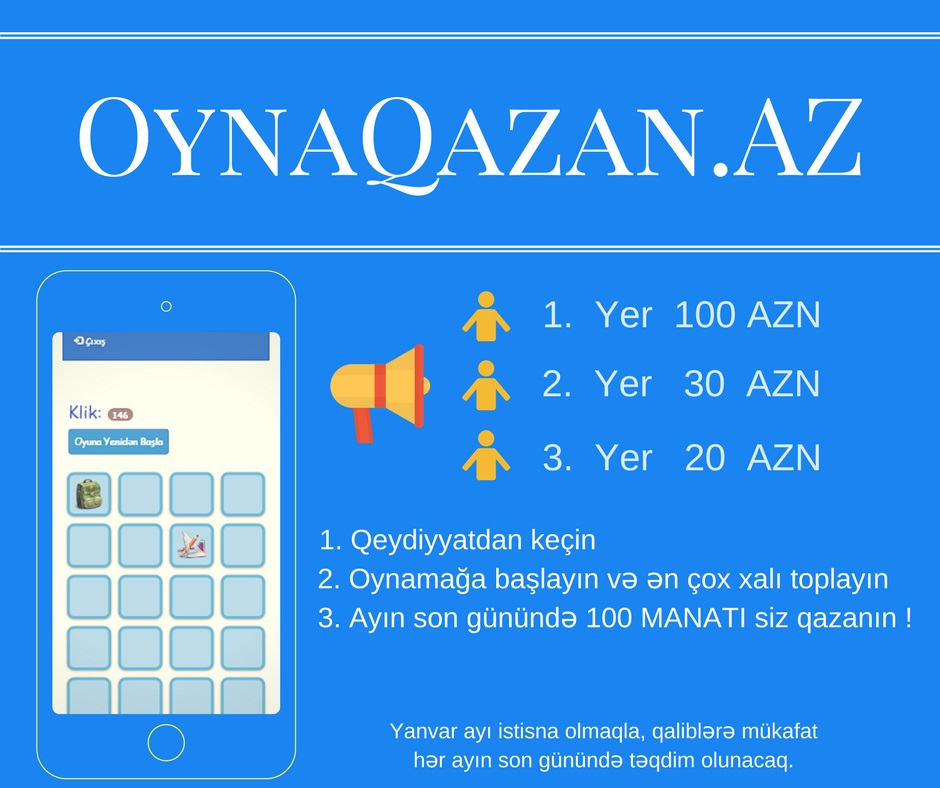 OynaQazan.AZ
Çıxış
Klik: 146
Oyuna Yenidən Başla
1. Yer 100 AZN
2. Yer 30 AZN
3. Yer 20 AZN
1. Qeydiyyatdan keçin
2. Oynamağa başlayın və ən çox xalı toplayın
3. Ayın son günündə 100 MANATI siz qazanın !
Yanvar ayı istisna olmaqla, qaliblərə mükafat
hər ayın son günündə təqdim olunacaq.